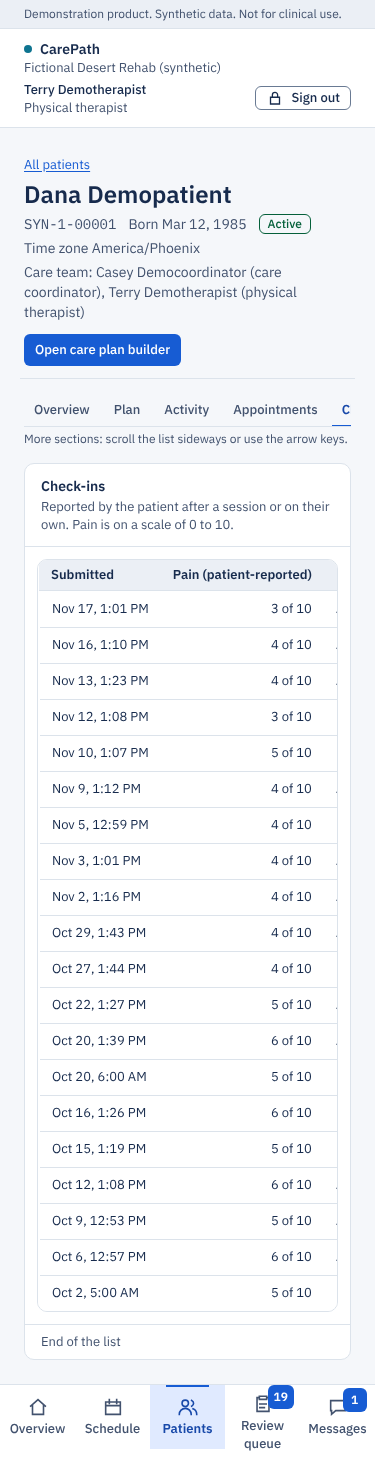 Demonstration product. Synthetic data. Not for clinical use.
CarePath
Fictional Desert Rehab (synthetic)
Terry Demotherapist
Physical therapist
Sign out
All patients
Dana Demopatient
SYN-1-00001 Born Mar 12, 1985 Active
Time zone America/Phoenix
Care team: Casey Democoordinator (care
coordinator), Terry Demotherapist (physical
therapist)
Open care plan builder
Overview Plan Activity Appointments C
More sections: scroll the list sideways or use the arrow keys.
Check-ins
Reported by the patient after a session or on their
own. Pain is on a scale of 0 to 10.
Submitted Pain (patient-reported)
Nov 17, 1:01 PM 3 of 10
Nov 16, 1:10 PM 4 of 10
Nov 13, 1:23 PM 4 of 10
Nov 12, 1:08 PM 3 of 10
Nov 10, 1:07 PM 5 of 10
Nov 9, 1:12 PM 4 of 10
Nov 5, 12:59 PM 4 of 10
Nov 3, 1:01 PM 4 of 10
Nov 2, 1:16 PM 4 of 10
Oct 29, 1:43 PM 4 of 10
Oct 27, 1:44 PM 4 of 10
Oct 22, 1:27 PM 5 of 10
Oct 20, 1:39 PM 6 of 10
Oct 20, 6:00 AM 5 of 10
Oct 16, 1:26 PM 6 of 10
Oct 15, 1:19 PM 5 of 10
Oct 12, 1:08 PM 6 of 10
Oct 9, 12:53 PM 5 of 10
Oct 6, 12:57 PM 6 of 10
Oct 2, 5:00 AM 5 of 10
End of the list
19 1
Overview Schedule Patients Review queue Messages